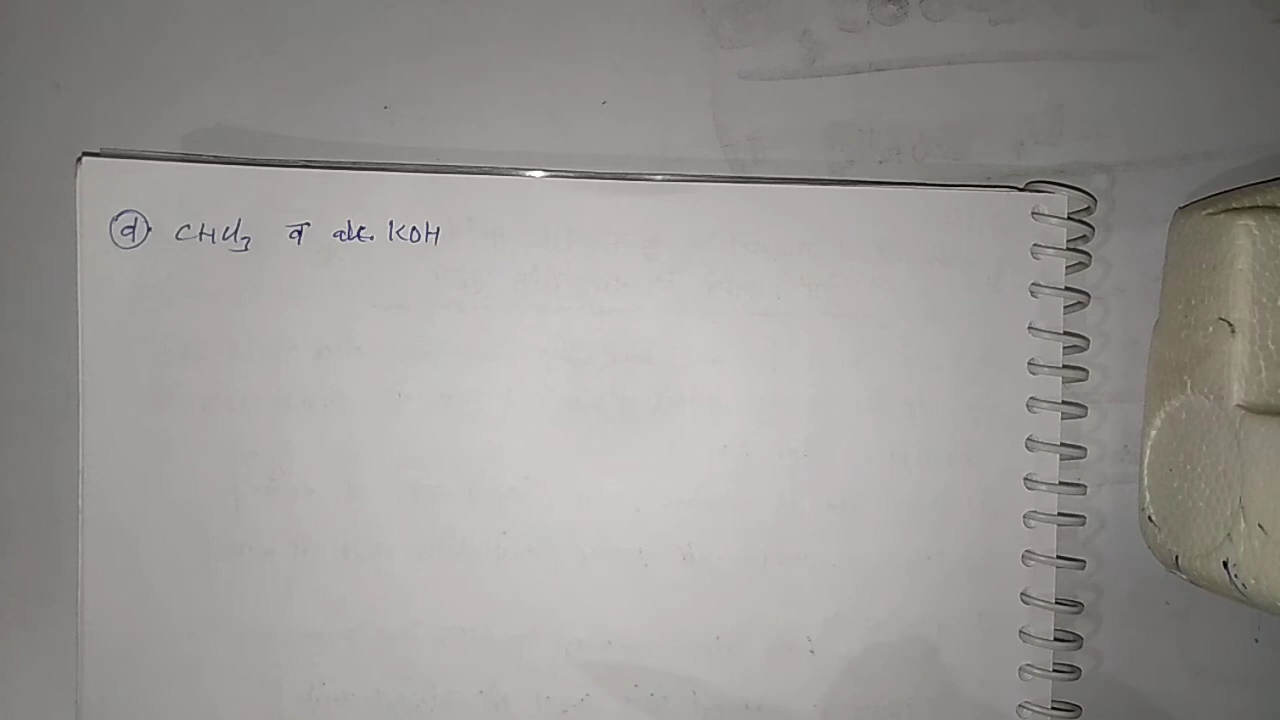 (d) CHCl3 व alc. KOH